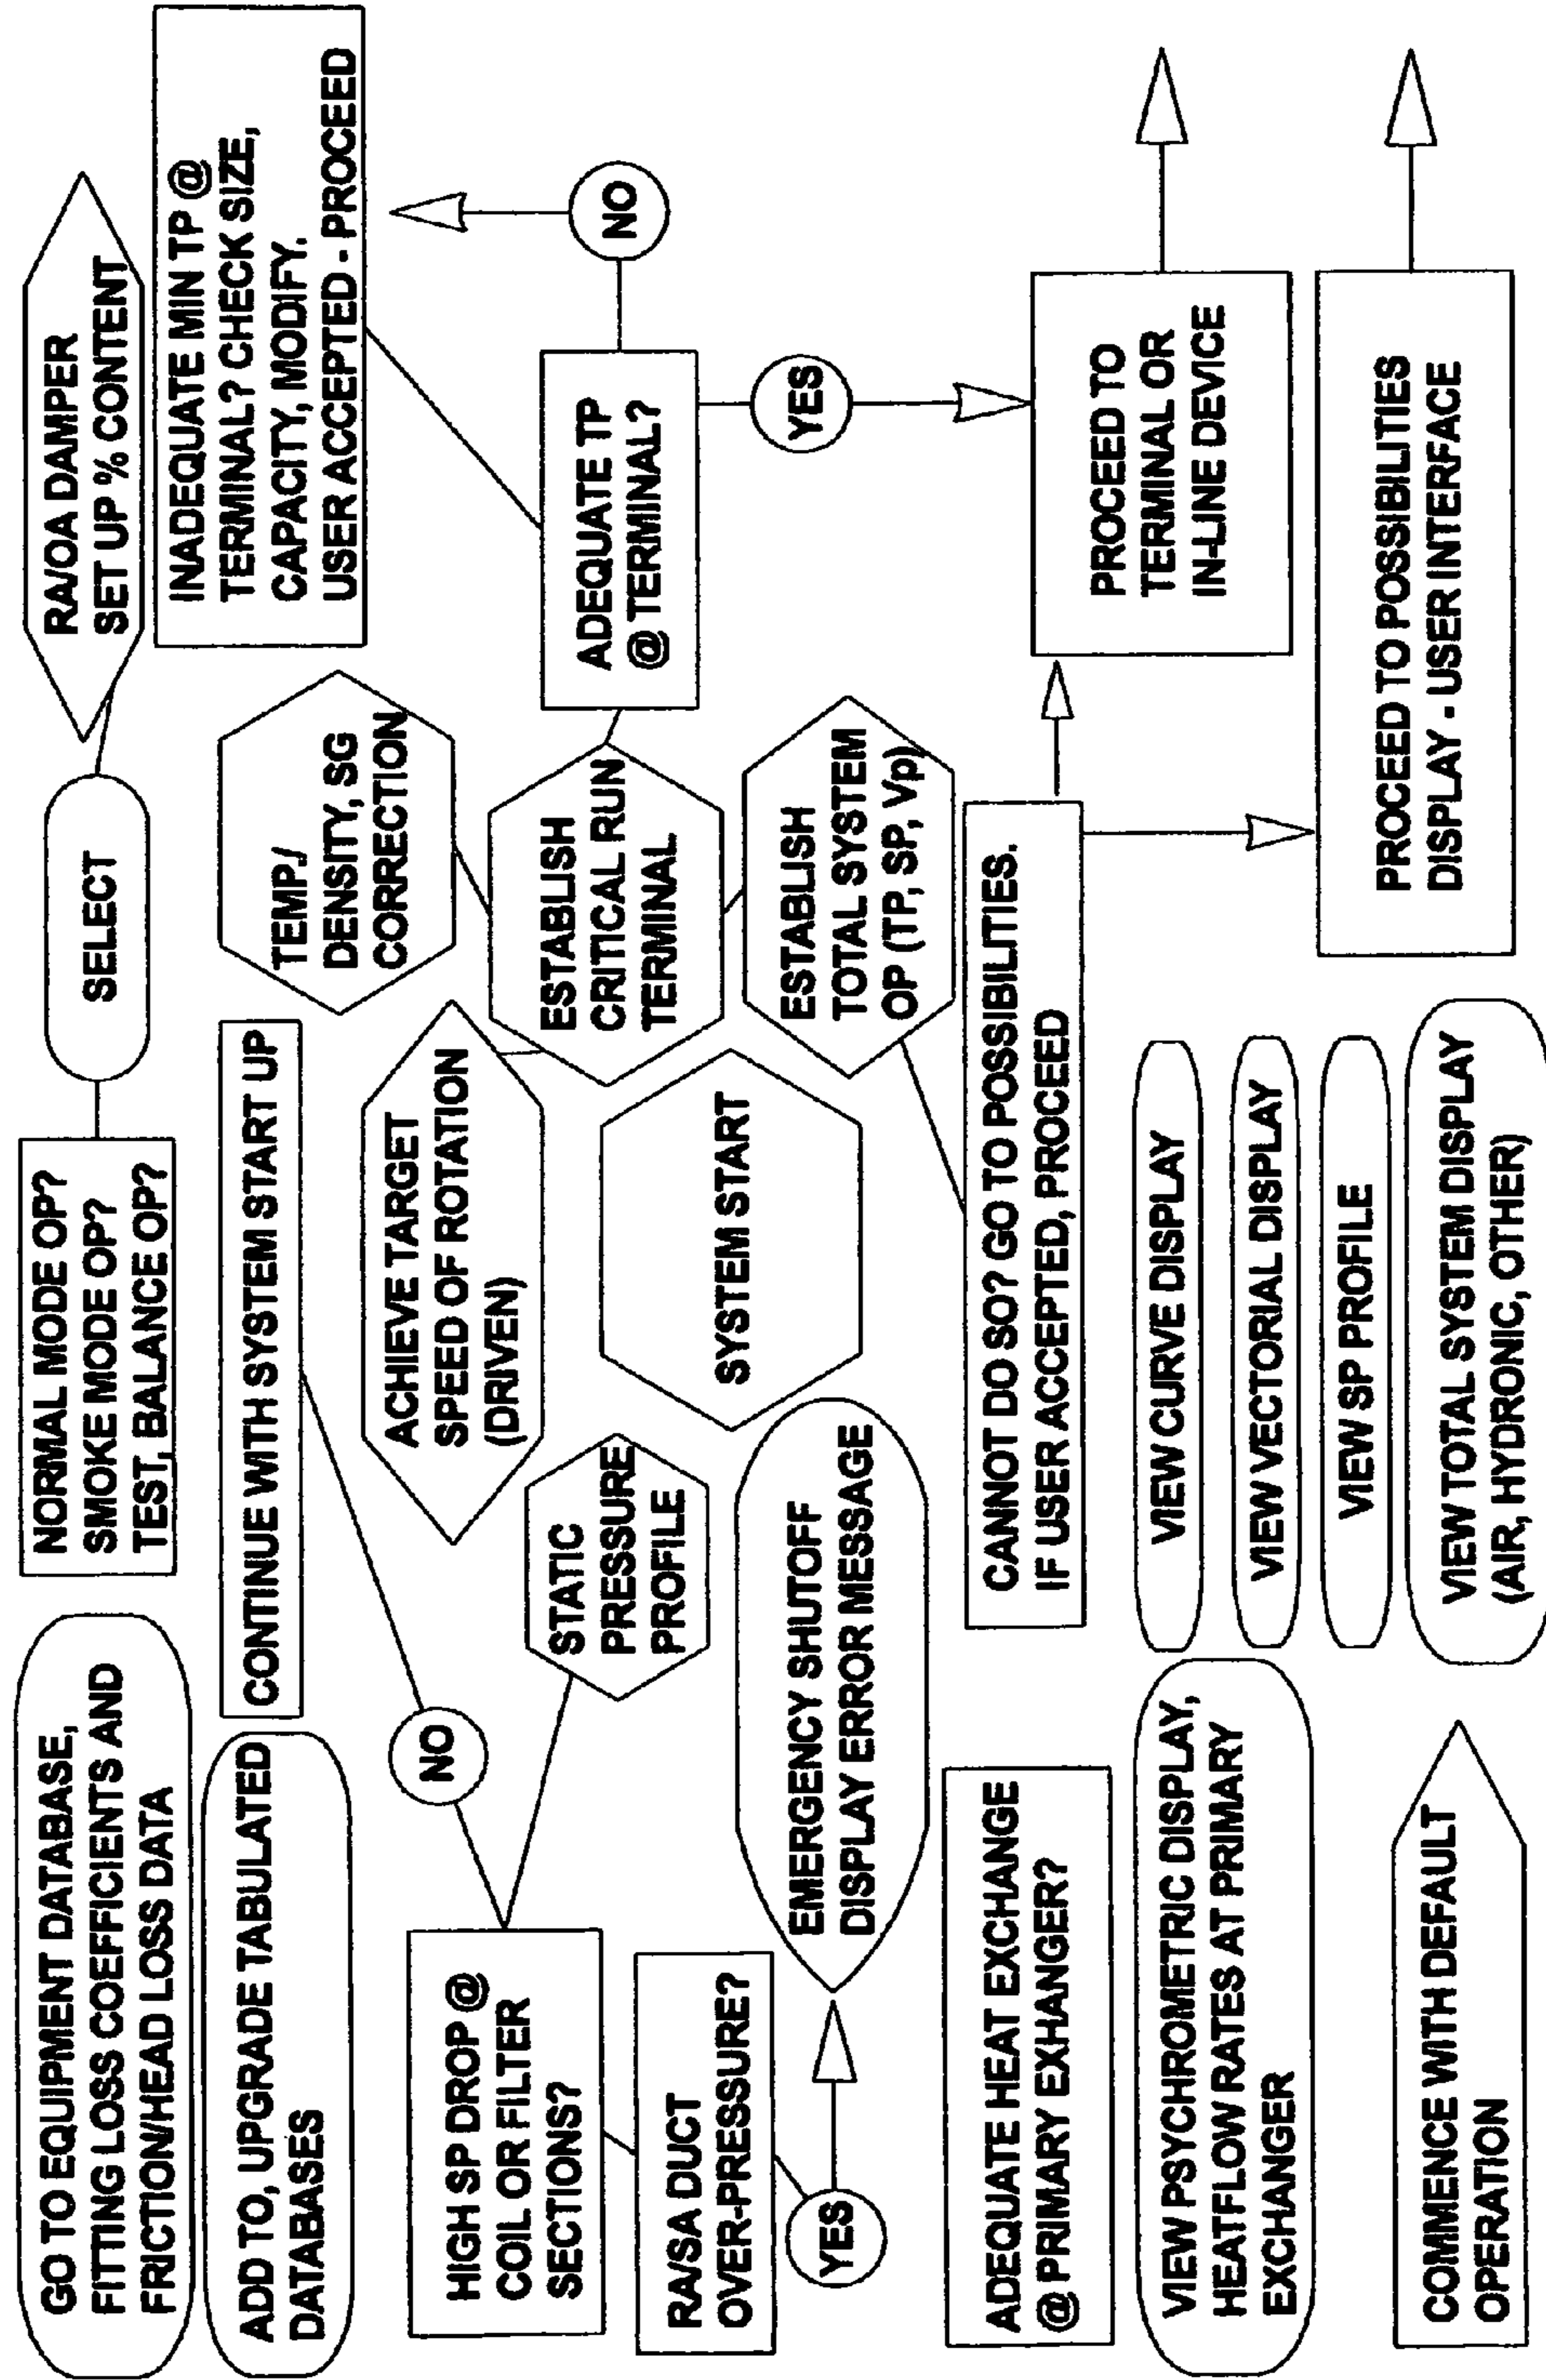 GO TO EQUIPMENT DATABASE,
FITTING LOSS COEFFICIENTS AND
FRICTION/HEAD LOSS DATA
NORMAL MODE OP?
SMOKE MODE OP?
TEST, BALANCE OP?
SELECT
RA/OA DAMPER
SET UP % CONTENT
ADD TO, UPGRADE TABULATED
DATABASES
CONTINUE WITH SYSTEM START UP
TEMP./
DENSITY, SG
CORRECTION
INADEQUATE MIN TP @
TERMINAL? CHECK SIZE,
CAPACITY, MODIFY.
USER ACCEPTED - PROCEED
NO
ACHIEVE TARGET
SPEED OF ROTATION
(DRIVEN)
HIGH SP DROP @
COIL OR FILTER
SECTIONS?
STATIC
PRESSURE
PROFILE
ESTABLISH
CRITICAL RUN
TERMINAL
ADEQUATE TP
@ TERMINAL?
NO
RA/SA DUCT
OVER-PRESSURE?
SYSTEM START
YES
EMERGENCY SHUTOFF
DISPLAY ERROR MESSAGE
ESTABLISH
TOTAL SYSTEM
OP (TP, SP, Vp)
YES
ADEQUATE HEAT EXCHANGE
@ PRIMARY EXHANGER?
CANNOT DO SO? GO TO POSSIBILITIES.
IF USER ACCEPTED, PROCEED
PROCEED TO
TERMINAL OR
IN-LINE DEVICE
VIEW PSYCHROMETRIC DISPLAY,
HEATFLOW RATES AT PRIMARY
EXCHANGER
VIEW CURVE DISPLAY
VIEW VECTORIAL DISPLAY
VIEW SP PROFILE
VIEW TOTAL SYSTEM DISPLAY
(AIR, HYDRONIC, OTHER)
PROCEED TO POSSIBILITIES
DISPLAY - USER INTERFACE
COMMENCE WITH DEFAULT
OPERATION